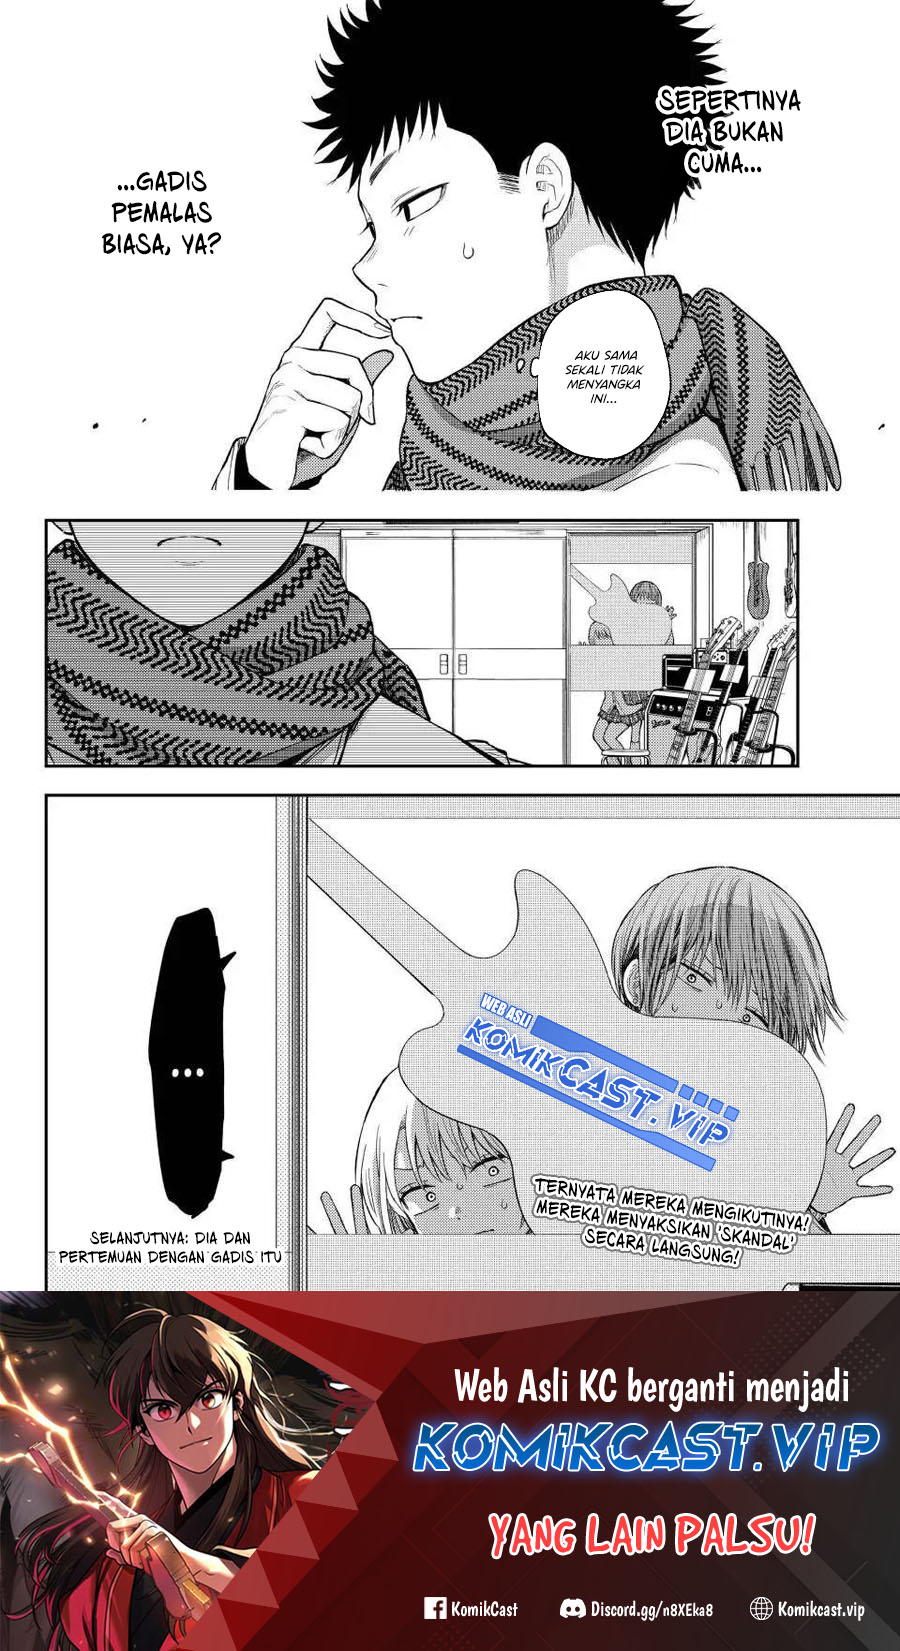 SEPERTINYA
DIA BUKAN
CUMA...
...GADIS
PEMALAS
BIASA, YA?
AKU SAMA
SEKALI TIDAK
MENYANGKA
INI...
...
WEB ASLI
KOMIKCAST.VIP
TERNYATA MEREKA MENGIKUTINYA!
MEREKA MENYAKSIKAN 'SKANDAL'
SECARA LANGSUNG!
SELANJUTNYA: DIA DAN
PERTEMUAN DENGAN GADIS ITU
Web Asli KC berganti menjadi
KOMIKCAST.VIP
YANG LAIN PALSU!
KomikCast
Discord.gg/n8XEka8
Komikcast.vip